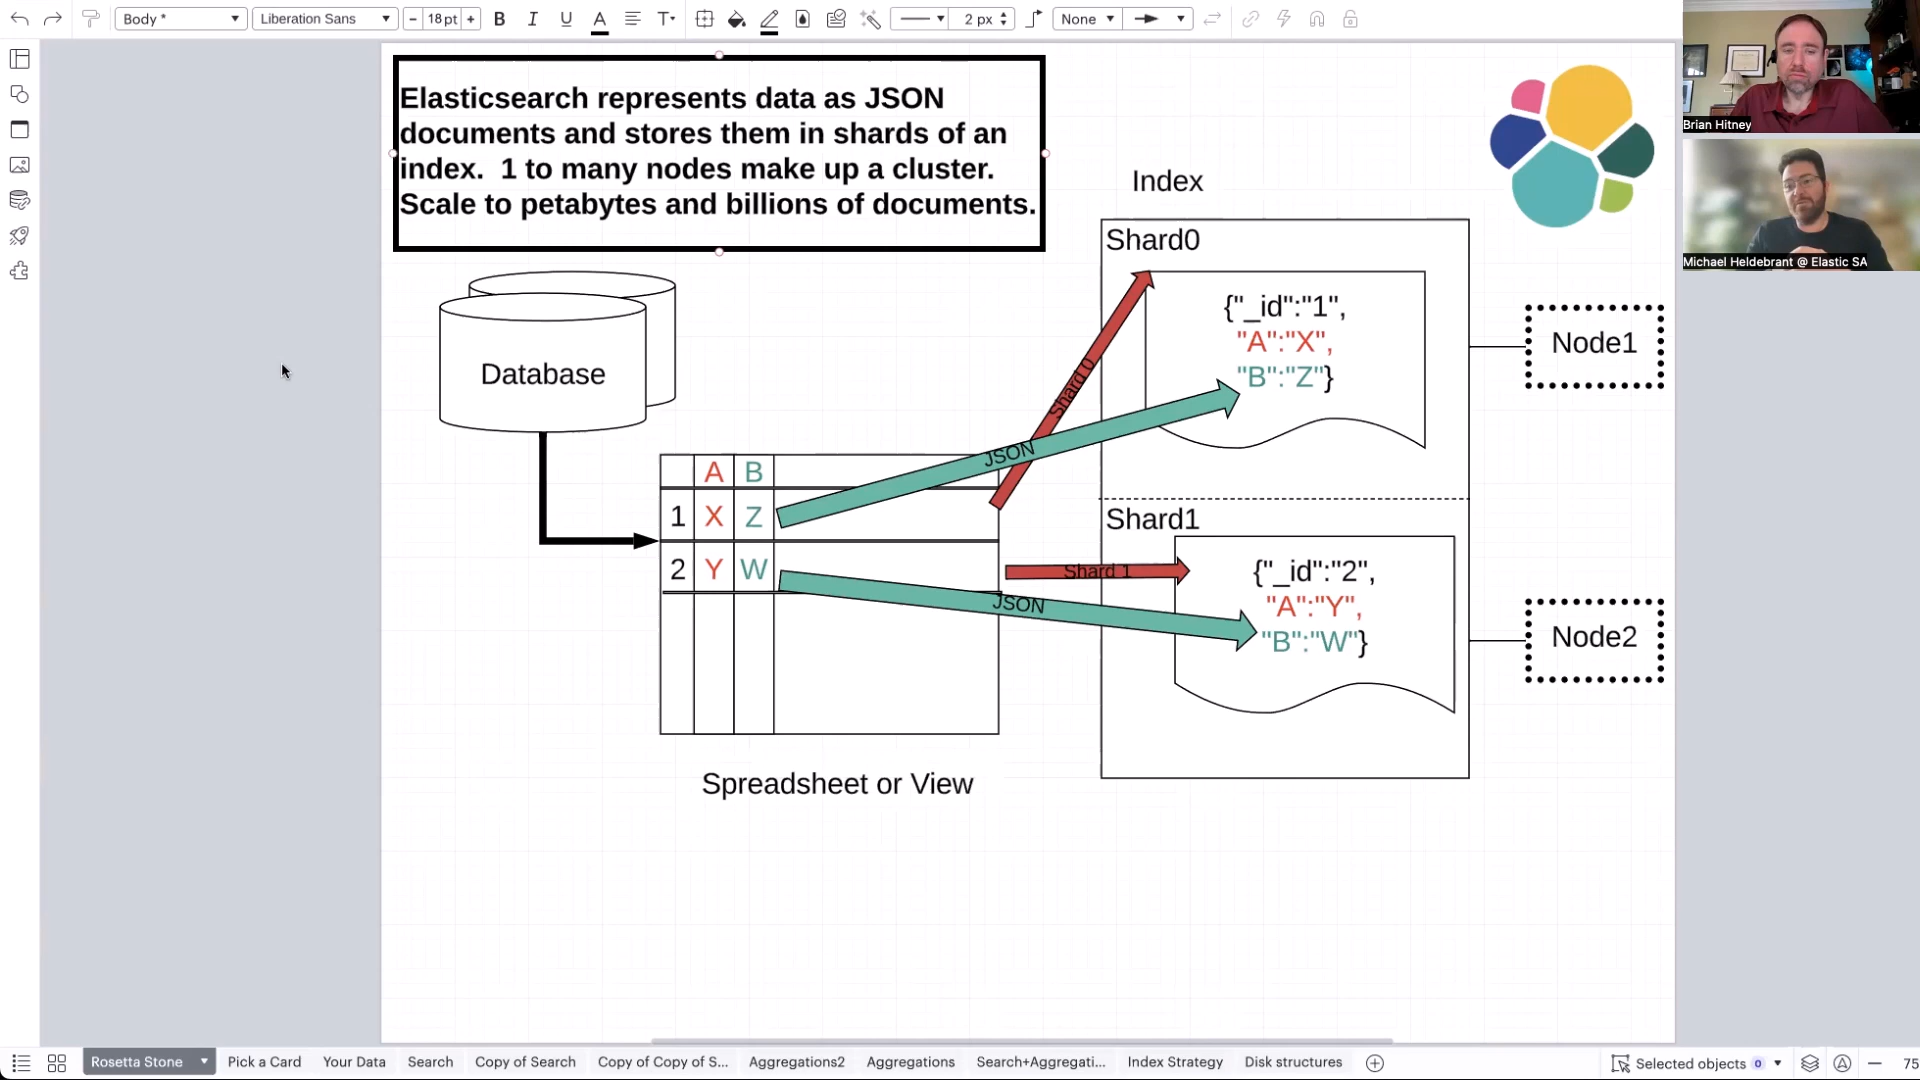 Body *
Liberation Sans
18 pt
B
I
U
A
T
2 px
None
Brian Hitney
Michael Heldebrant @ Elastic SA
Elasticsearch represents data as JSON
documents and stores them in shards of an
index.  1 to many nodes make up a cluster.
Scale to petabytes and billions of documents.
Index
Shard0
{"_id":"1",
"A":"X",
"B":"Z"}
Node1
Database
Shard 0
JSON
A B
1 X Z
2 Y W
Shard1
Shard 1
{"_id":"2",
"A":"Y",
"B":"W"}
JSON
Node2
Spreadsheet or View
Rosetta Stone
Pick a Card
Your Data
Search
Copy of Search
Copy of Copy of S...
Aggregations2
Aggregations
Search+Aggregati...
Index Strategy
Disk structures
Selected objects 0
75